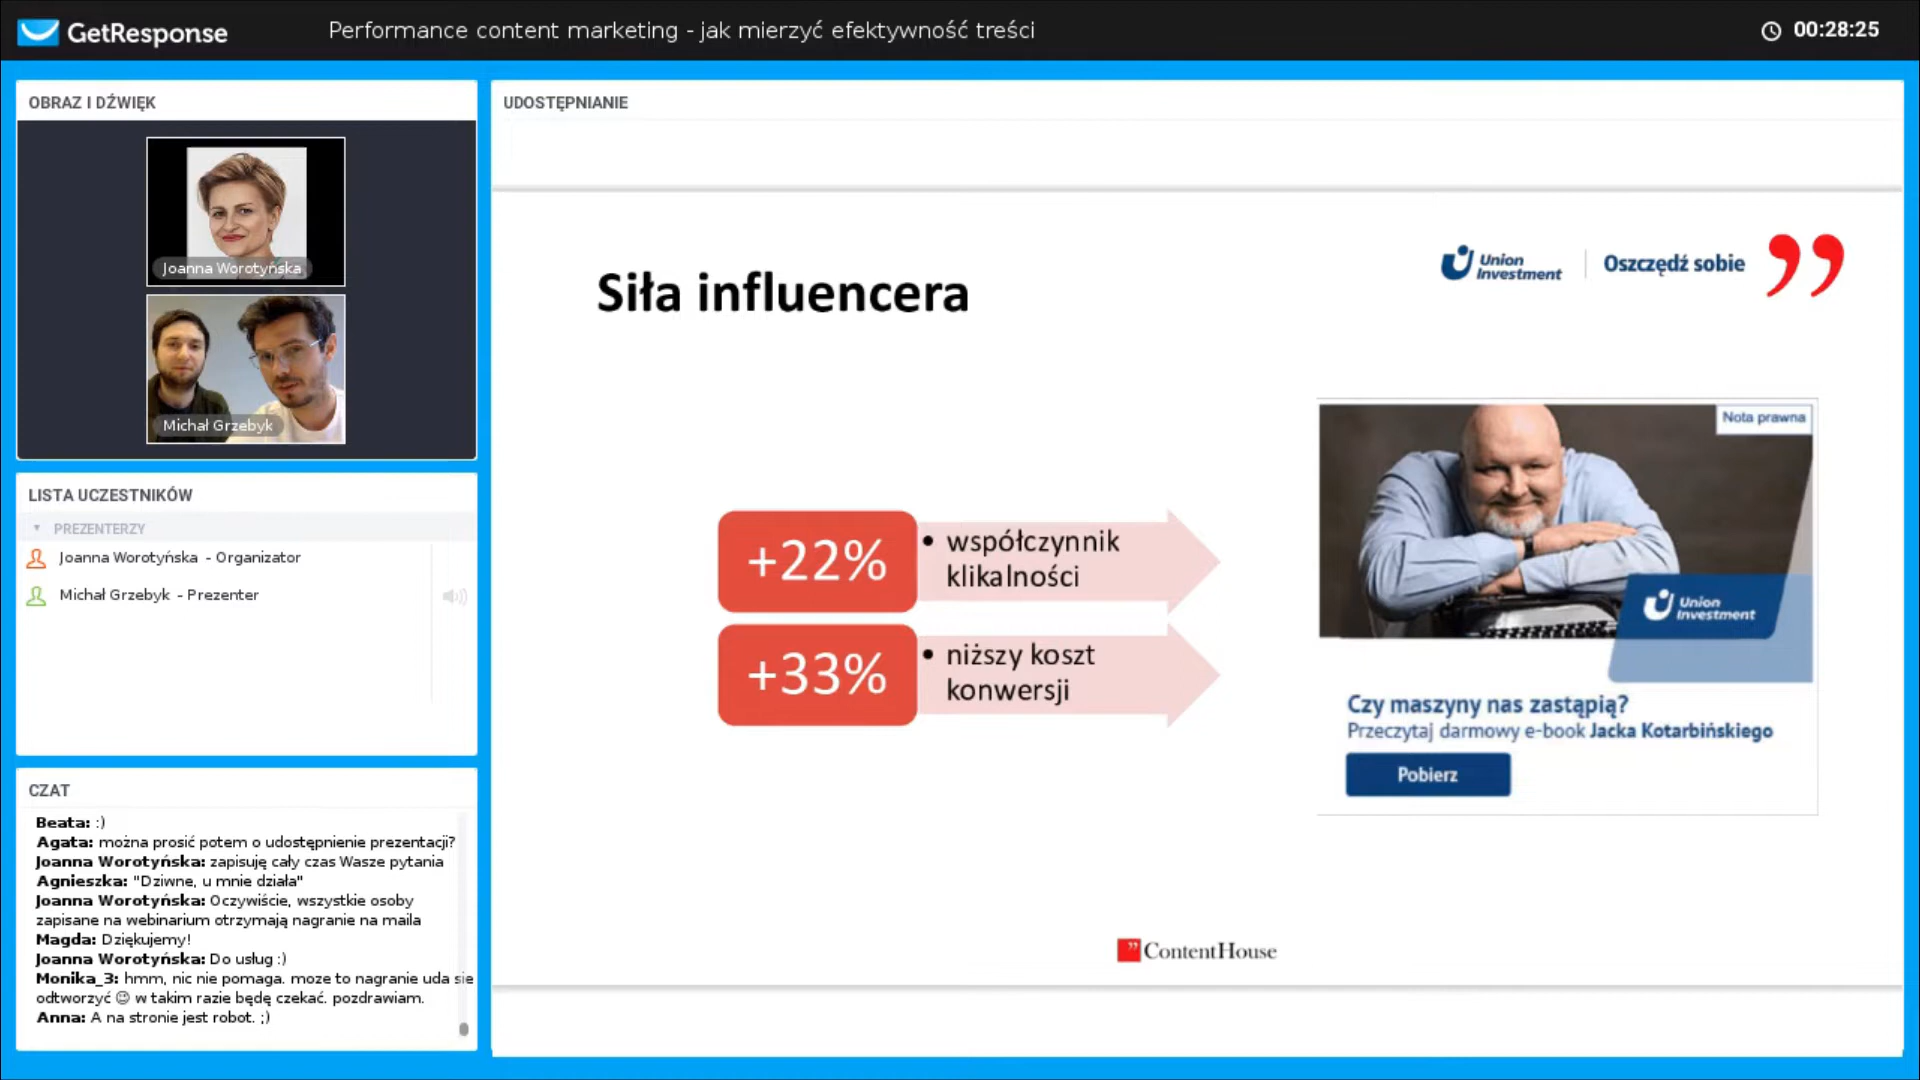 GetResponse
Performance content marketing - jak mierzyć efektywność treści
00:28:25
OBRAZ I DŹWIĘK
Joanna Worotyńska
Michał Grzebyk
LISTA UCZESTNIKÓW
PREZENTERZY
Joanna Worotyńska - Organizator
Michał Grzebyk - Prezenter
CZAT
Beata: :)
Agata: można prosić potem o udostępnienie prezentacji?
Joanna Worotyńska: zapisuję cały czas Wasze pytania
Agnieszka: "Dziwne, u mnie działa"
Joanna Worotyńska: Oczywiście, wszystkie osoby
zapisane na webinarium otrzymają nagranie na maila
Magda: Dziękujemy!
Joanna Worotyńska: Do usług :)
Monika_3: hmm, nic nie pomaga. moze to nagranie uda sie
odtworzyć 😉 w takim razie będę czekać. pozdrawiam.
Anna: A na stronie jest robot. ;)
UDOSTĘPNIANIE
Siła influencera
Union
Investment
Oszczędź sobie
+22%
• współczynnik
klikalności
+33%
• niższy koszt
konwersji
Nota prawna
Union
Investment
Czy maszyny nas zastąpią?
Przeczytaj darmowy e-book Jacka Kotarbińskiego
Pobierz
ContentHouse